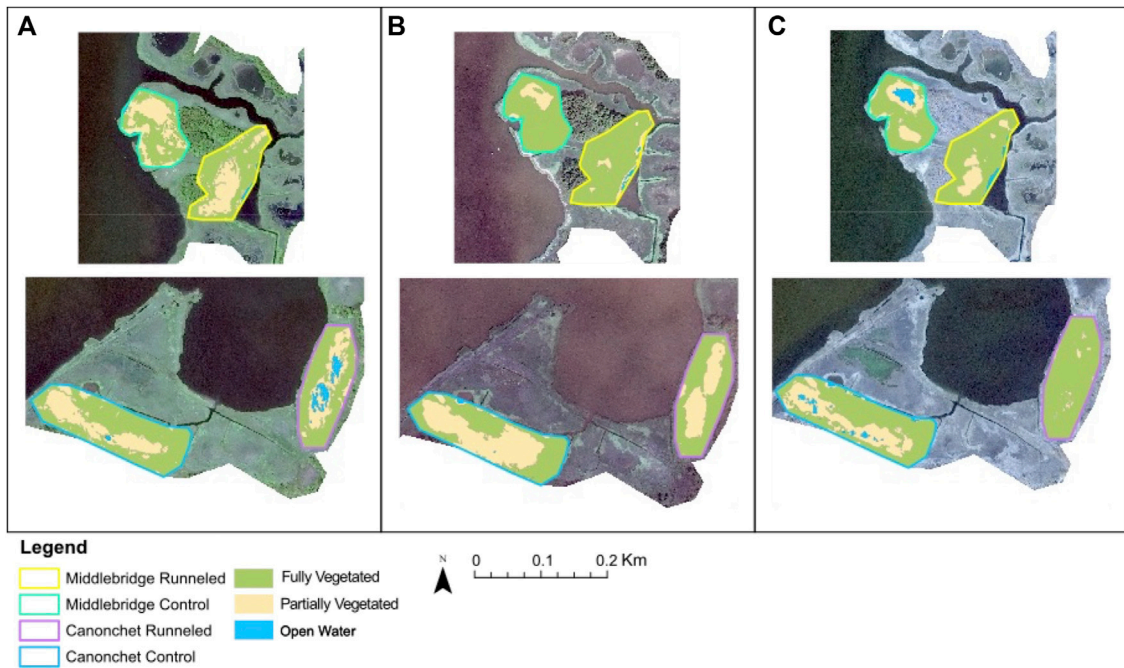 A
B
C
Legend
Middlebridge Runneled
Middlebridge Control
Canonchet Runneled
Canonchet Control
Fully Vegetated
Partially Vegetated
Open Water
N
0 0.1 0.2 Km